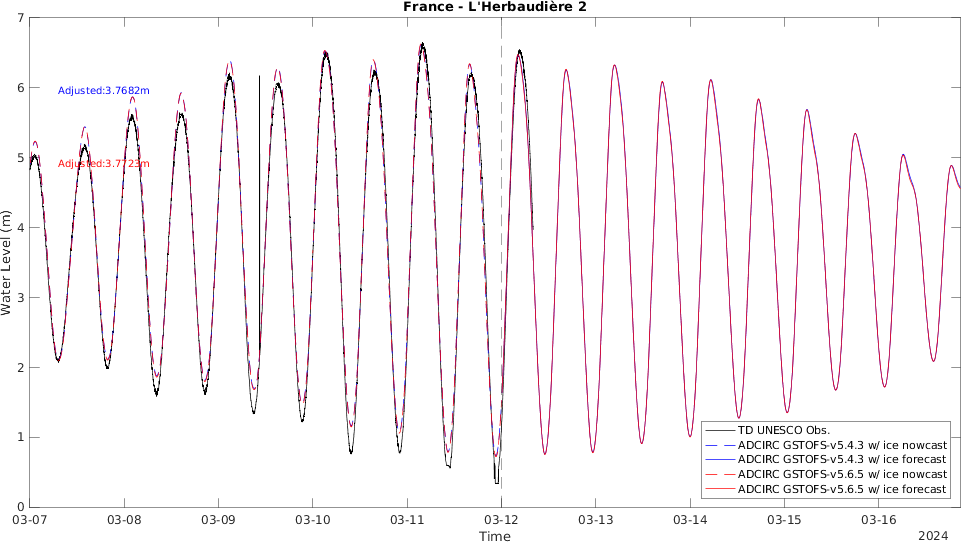 France - L'Herbaudière 2
7
6
5
4
3
2
1
0
Water Level (m)
Adjusted:3.7682m
Adjusted:3.7723m
TD UNESCO Obs.
ADCIRC GSTOFS-v5.4.3 w/ ice nowcast
ADCIRC GSTOFS-v5.4.3 w/ ice forecast
ADCIRC GSTOFS-v5.6.5 w/ ice nowcast
ADCIRC GSTOFS-v5.6.5 w/ ice forecast
03-07 03-08 03-09 03-10 03-11 03-12 03-13 03-14 03-15 03-16
Time
2024